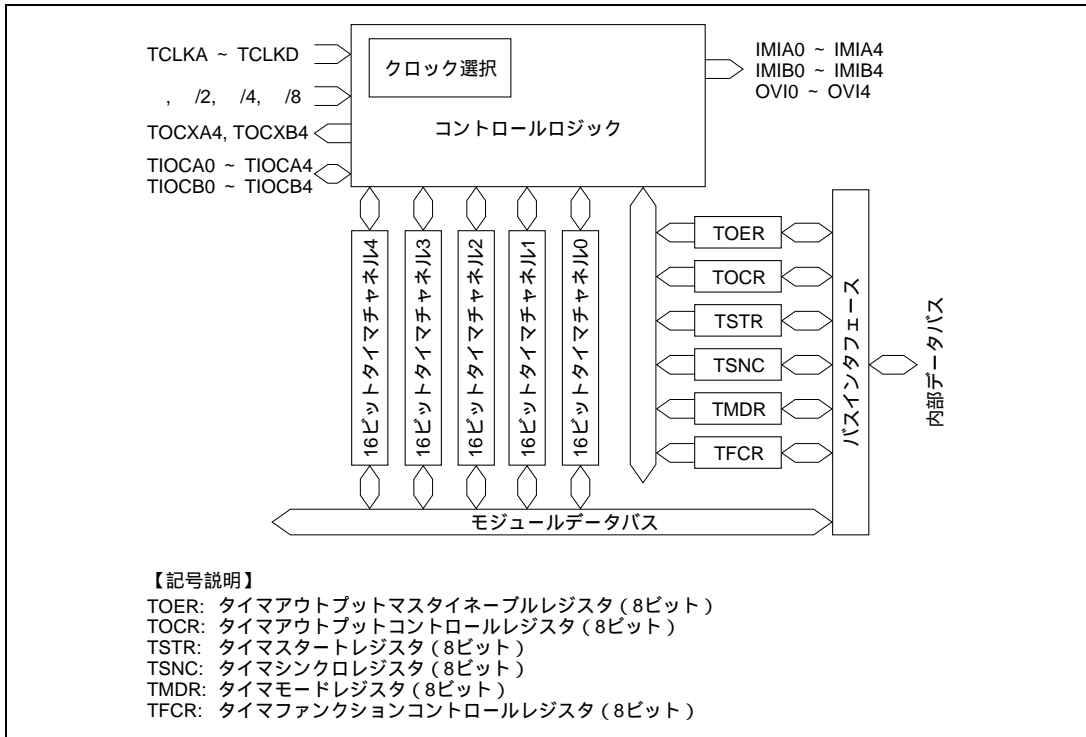 TCLKA ~ TCLKD
, /2, /4, /8
TOCXA4, TOCXB4
TIOCA0 ~ TIOCA4
TIOCB0 ~ TIOCB4
クロック選択
コントロールロジック
IMIA0 ~ IMIA4
IMIB0 ~ IMIB4
OVI0 ~ OVI4
16ビットタイマチャネル4
16ビットタイマチャネル3
16ビットタイマチャネル2
16ビットタイマチャネル1
16ビットタイマチャネル0
TOER
TOCR
TSTR
TSNC
TMDR
TFCR
バスインタフェース
内部データバス
モジュールデータバス
【記号説明】
TOER: タイマアウトプットマスタイネーブルレジスタ(8ビット)
TOCR: タイマアウトプットコントロールレジスタ(8ビット)
TSTR: タイマスタートレジスタ(8ビット)
TSNC: タイマシンクロレジスタ(8ビット)
TMDR: タイマモードレジスタ(8ビット)
TFCR: タイマファンクションコントロールレジスタ(8ビット)